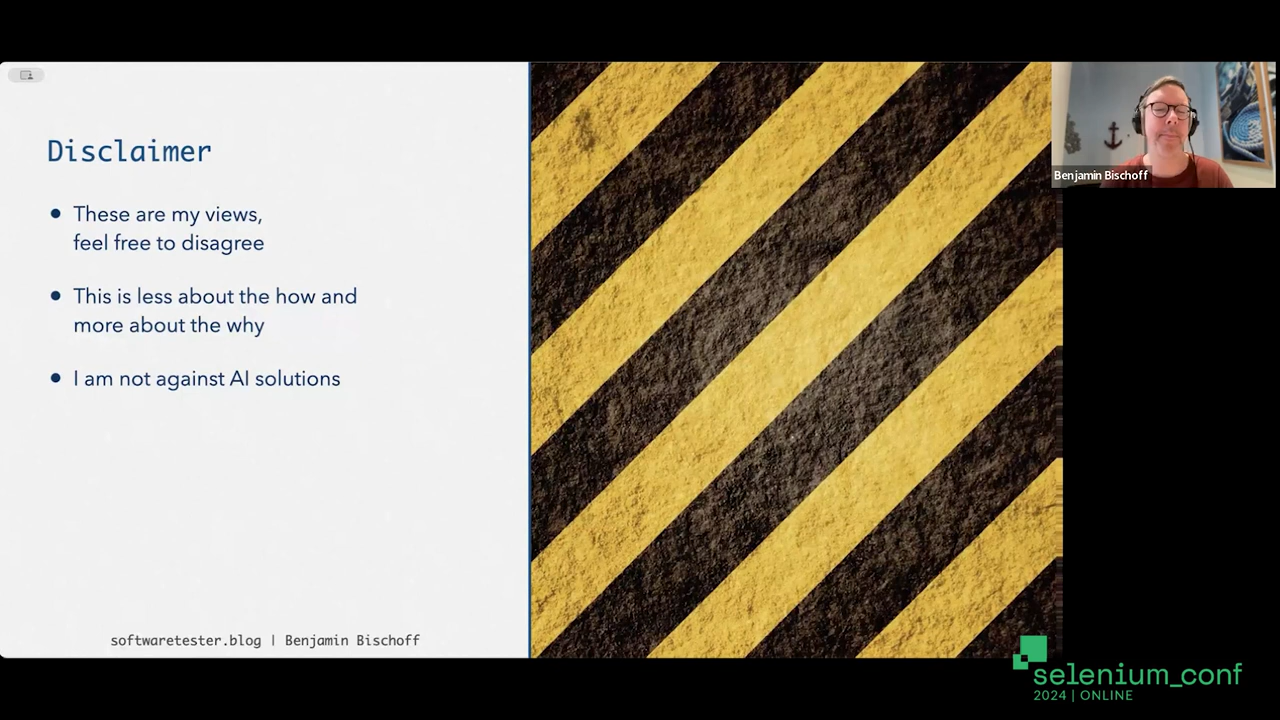 Disclaimer
These are my views,
feel free to disagree
This is less about the how and
more about the why
I am not against AI solutions
softwaretester.blog | Benjamin Bischoff
Benjamin Bischoff
selenium_conf
2024 | ONLINE